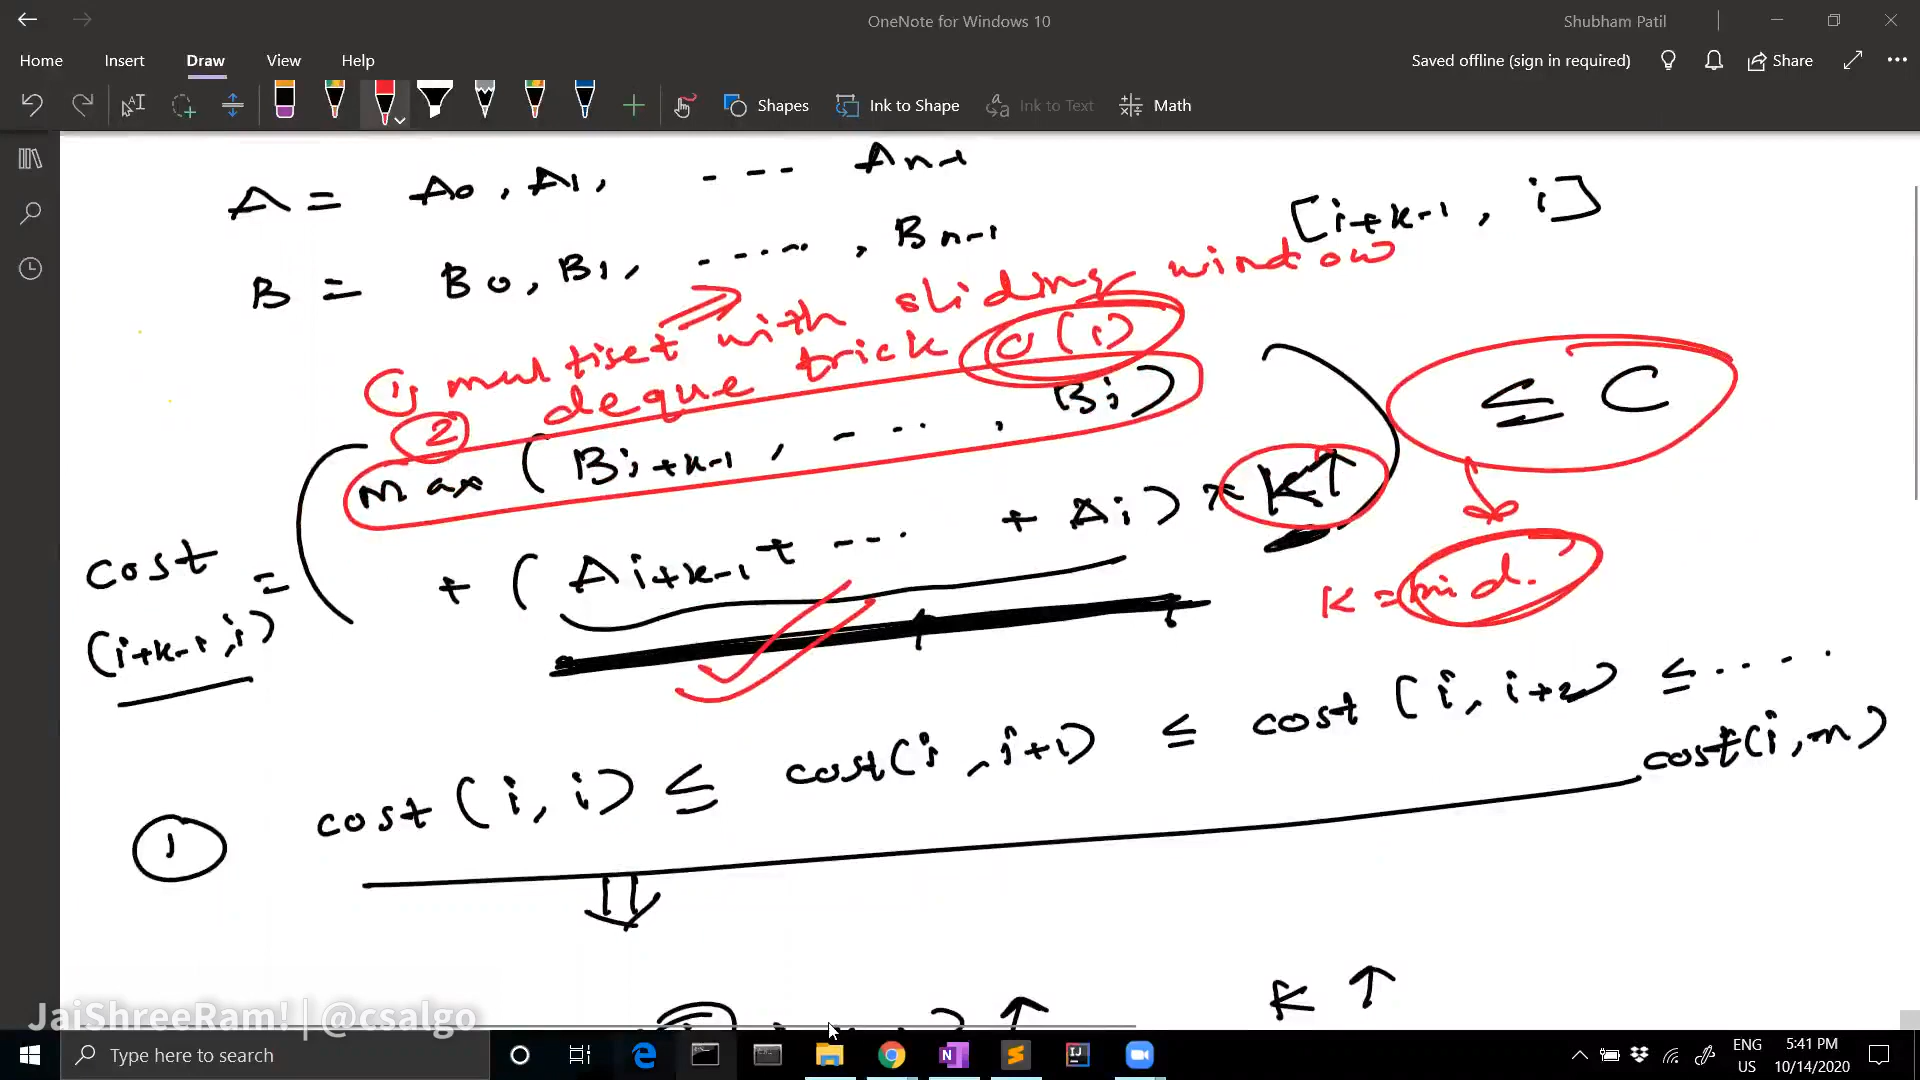 OneNote for Windows 10
Shubham Patil
Home Insert Draw View Help
Saved offline (sign in required)
Share
Shapes
Ink to Shape
Ink to Text
Math
A = A0, A1, --- An-1
B = B0, B1, ----- , Bn-1
[i+k-1, i]
1) multiset with sliding window
2 deque trick O(1)
max (Bi+k-1, - ... , Bi)
≤ C
cost (i+k-1, i) =
+ (Ai+k-1 + --.. + Ai) * K↑
K = mid.
cost (i, i) ≤ cost(i, i+1) ≤ cost (i, i+2) ≤ ....
cost(i, n)
1
K ↑
JaiShreeRam! | @csalgo
Type here to search
ENG
US
5:41 PM
10/14/2020